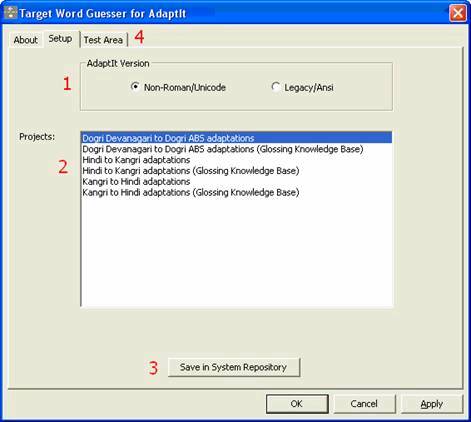 Target Word Guesser for AdaptIt
About Setup Test Area 4
AdaptIt Version
1 Non-Roman/Unicode Legacy/Ansi
Projects:
Dogri Devanagari to Dogri ABS adaptations
Dogri Devanagari to Dogri ABS adaptations (Glossing Knowledge Base)
2 Hindi to Kangri adaptations
Hindi to Kangri adaptations (Glossing Knowledge Base)
Kangri to Hindi adaptations
Kangri to Hindi adaptations (Glossing Knowledge Base)
3 Save in System Repository
OK Cancel Apply